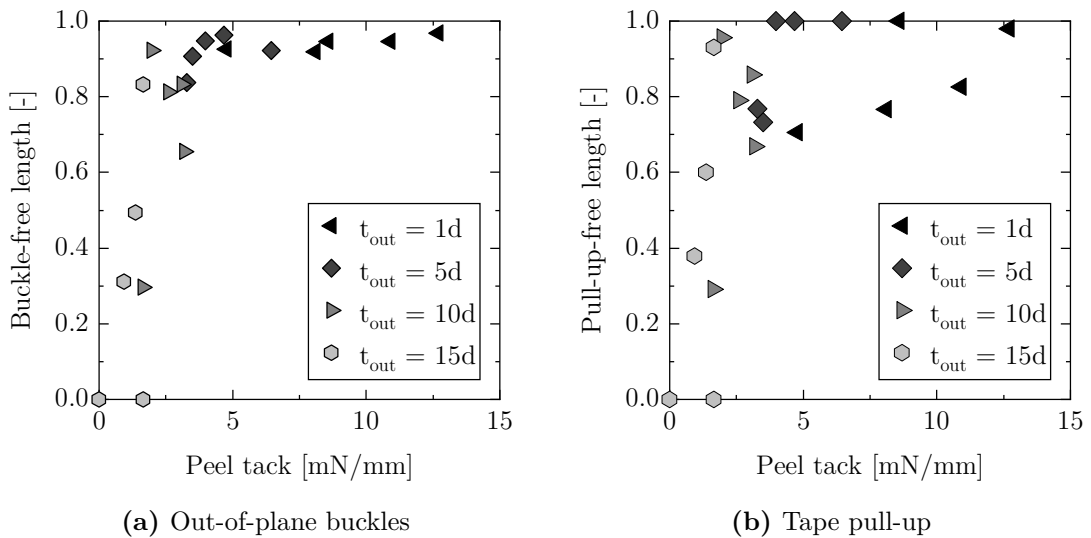 1.0
0.8
0.6
0.4
0.2
0.0
Buckle-free length [-]
0 5 10 15
Peel tack [mN/mm]
t_out = 1d
t_out = 5d
t_out = 10d
t_out = 15d
(a) Out-of-plane buckles
1.0
0.8
0.6
0.4
0.2
0.0
Pull-up-free length [-]
0 5 10 15
Peel tack [mN/mm]
t_out = 1d
t_out = 5d
t_out = 10d
t_out = 15d
(b) Tape pull-up